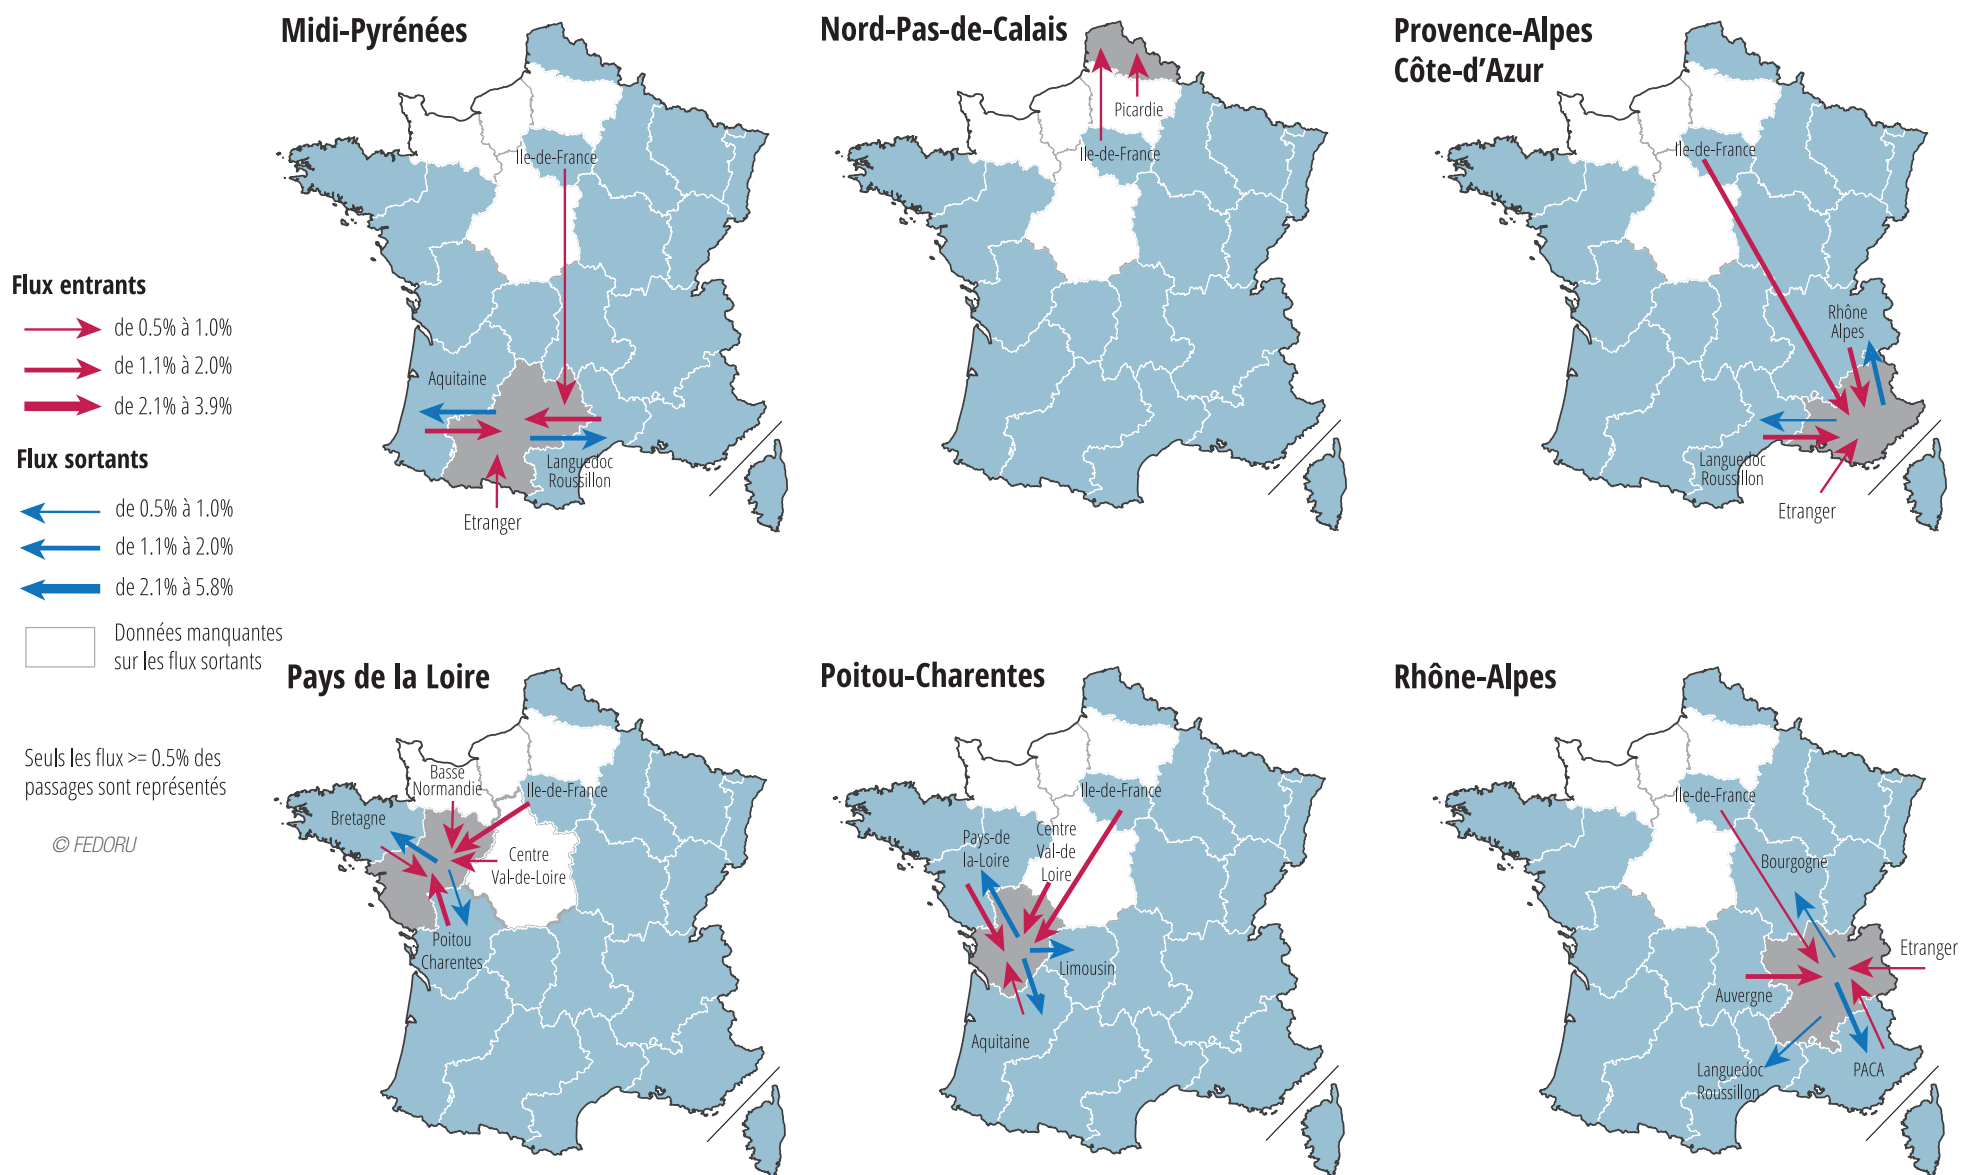 Midi-Pyrénées
Île-de-France
Aquitaine
Languedoc
Roussillon
Etranger
Nord-Pas-de-Calais
Picardie
Île-de-France
Provence-Alpes
Côte-d'Azur
Île-de-France
Rhône
Alpes
Languedoc
Roussillon
Etranger
Flux entrants
de 0.5% à 1.0%
de 1.1% à 2.0%
de 2.1% à 3.9%
Flux sortants
de 0.5% à 1.0%
de 1.1% à 2.0%
de 2.1% à 5.8%
Données manquantes
sur les flux sortants
Seuls les flux >= 0.5% des
passages sont représentés
© FEDORU
Pays de la Loire
Basse
Normandie
Île-de-France
Bretagne
Centre
Val-de-Loire
Poitou
Charentes
Poitou-Charentes
Île-de-France
Pays-de
la-Loire
Centre
Val-de
Loire
Limousin
Aquitaine
Rhône-Alpes
Île-de-France
Bourgogne
Etranger
Auvergne
Languedoc
Roussillon
PACA